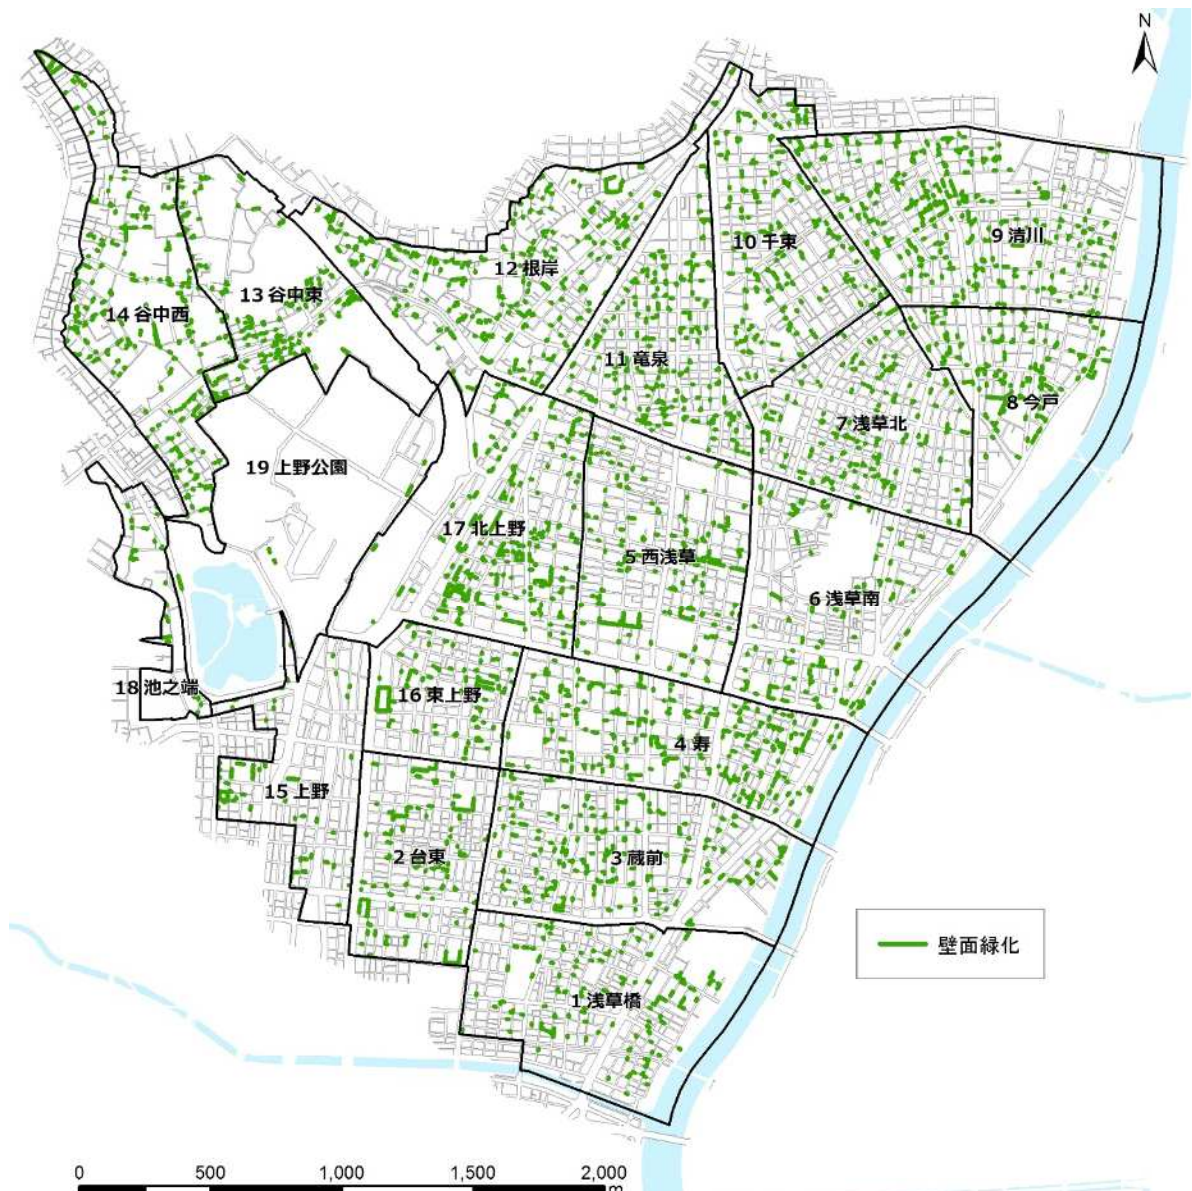 N
9 清川
10 千束
12 根岸
13 谷中東
14 谷中西
11 竜泉
8 今戸
7 浅草北
19 上野公園
17 北上野
5 西浅草
6 浅草南
18 池之端
16 東上野
4 寿
15 上野
2 台東
3 蔵前
壁面緑化
1 浅草橋
0 500 1,000 1,500 2,000
m